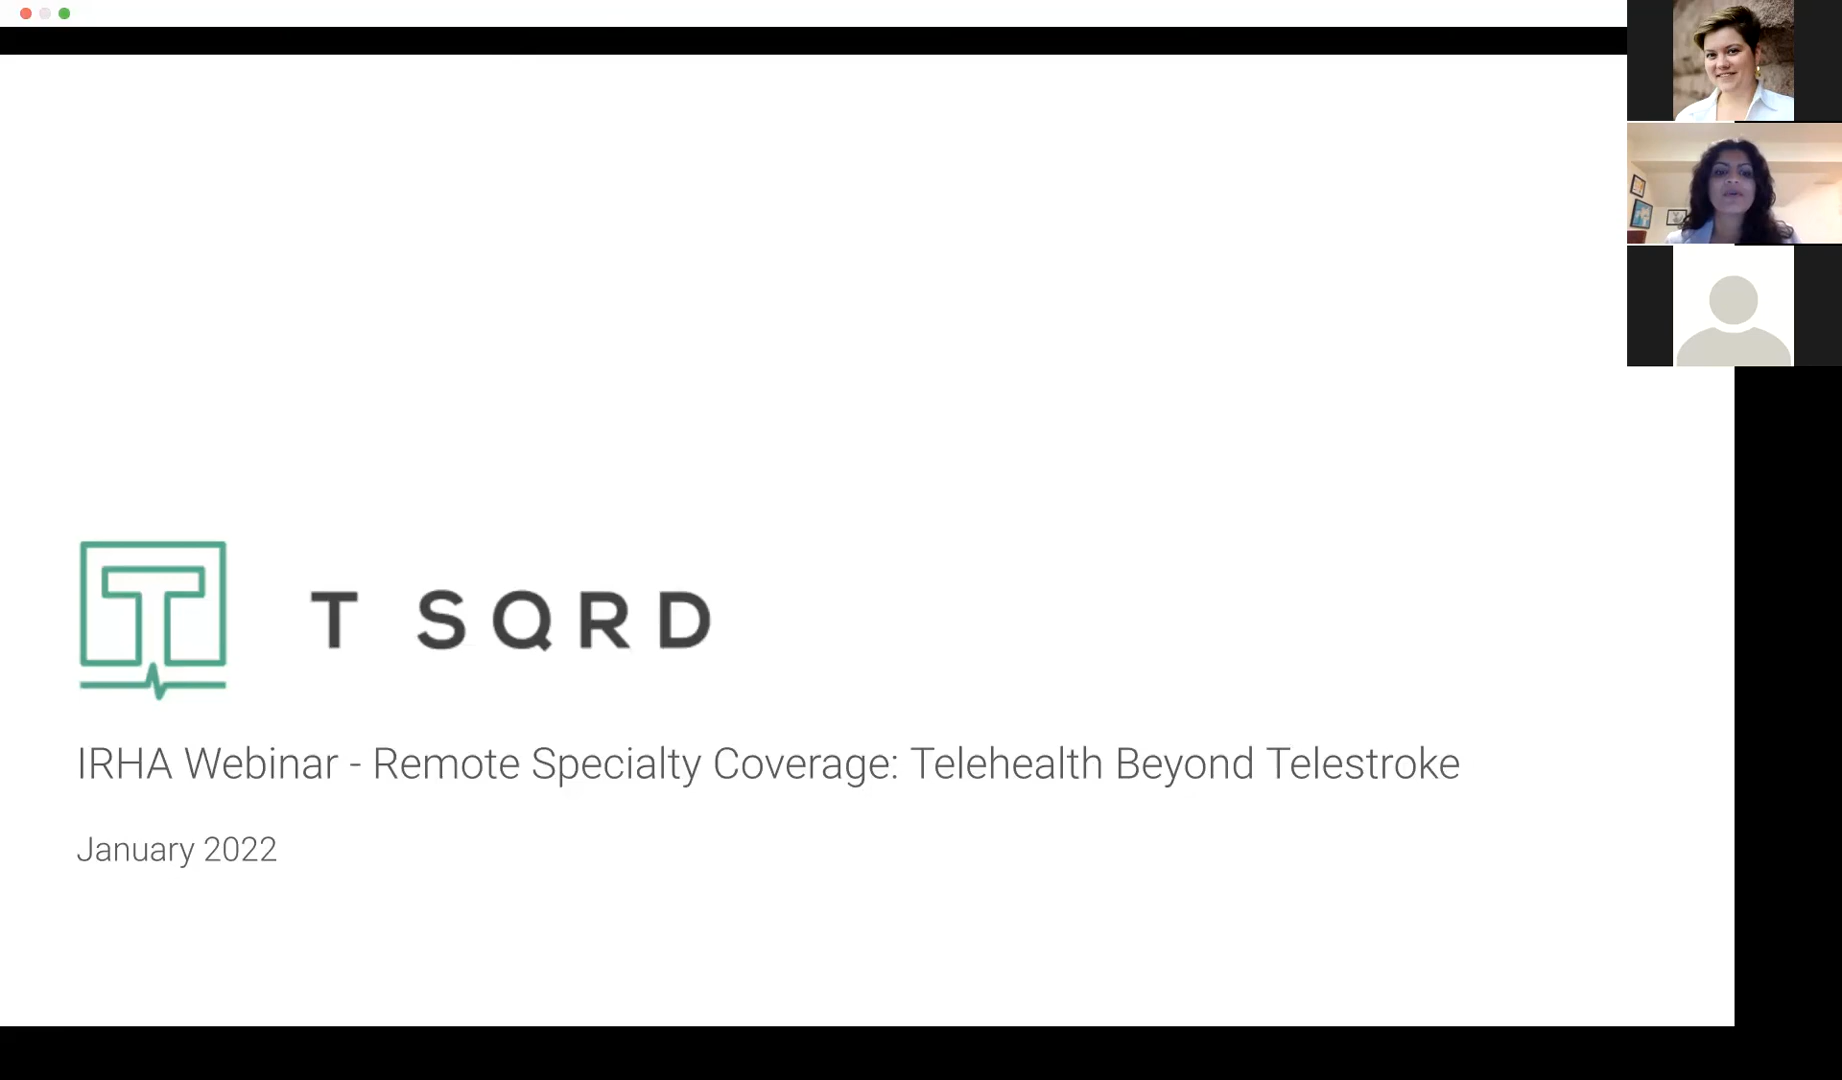 T SQRD
IRHA Webinar - Remote Specialty Coverage: Telehealth Beyond Telestroke
January 2022